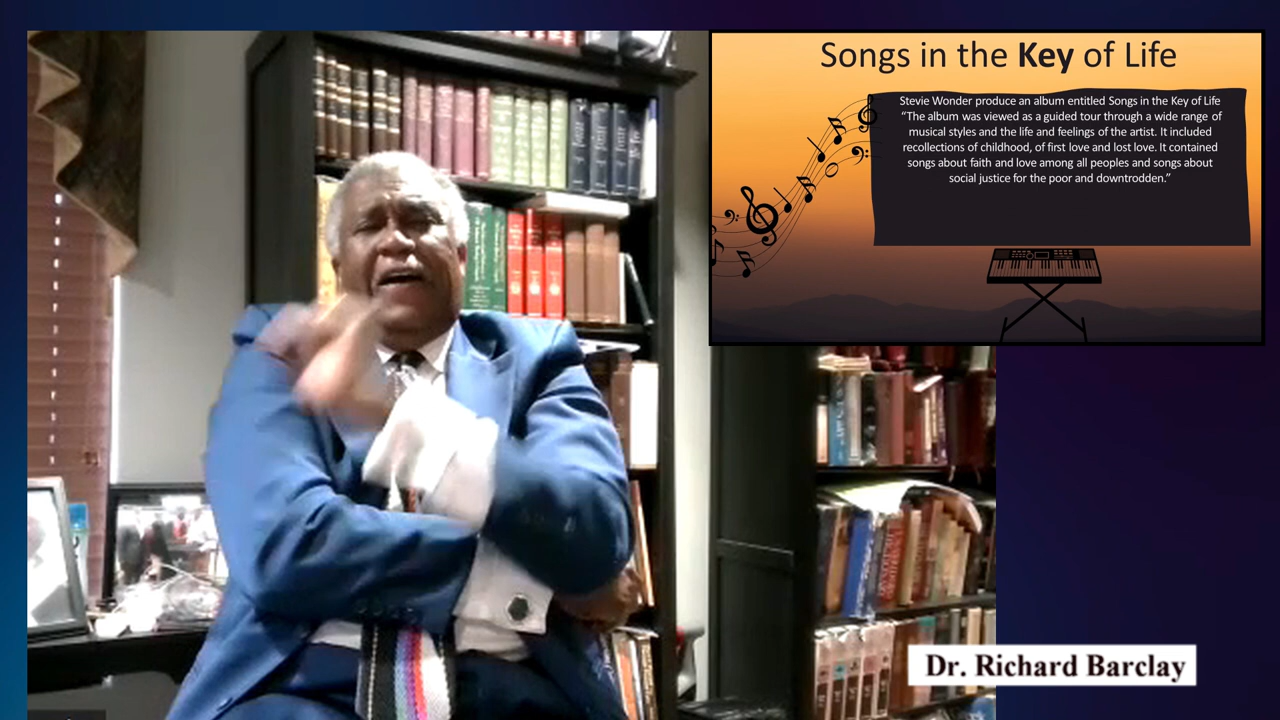 Songs in the Key of Life
Stevie Wonder produce an album entitled Songs in the Key of Life
“The album was viewed as a guided tour through a wide range of
musical styles and the life and feelings of the artist. It included
recollections of childhood, of first love and lost love. It contained
songs about faith and love among all peoples and songs about
social justice for the poor and downtrodden.”
Dr. Richard Barclay